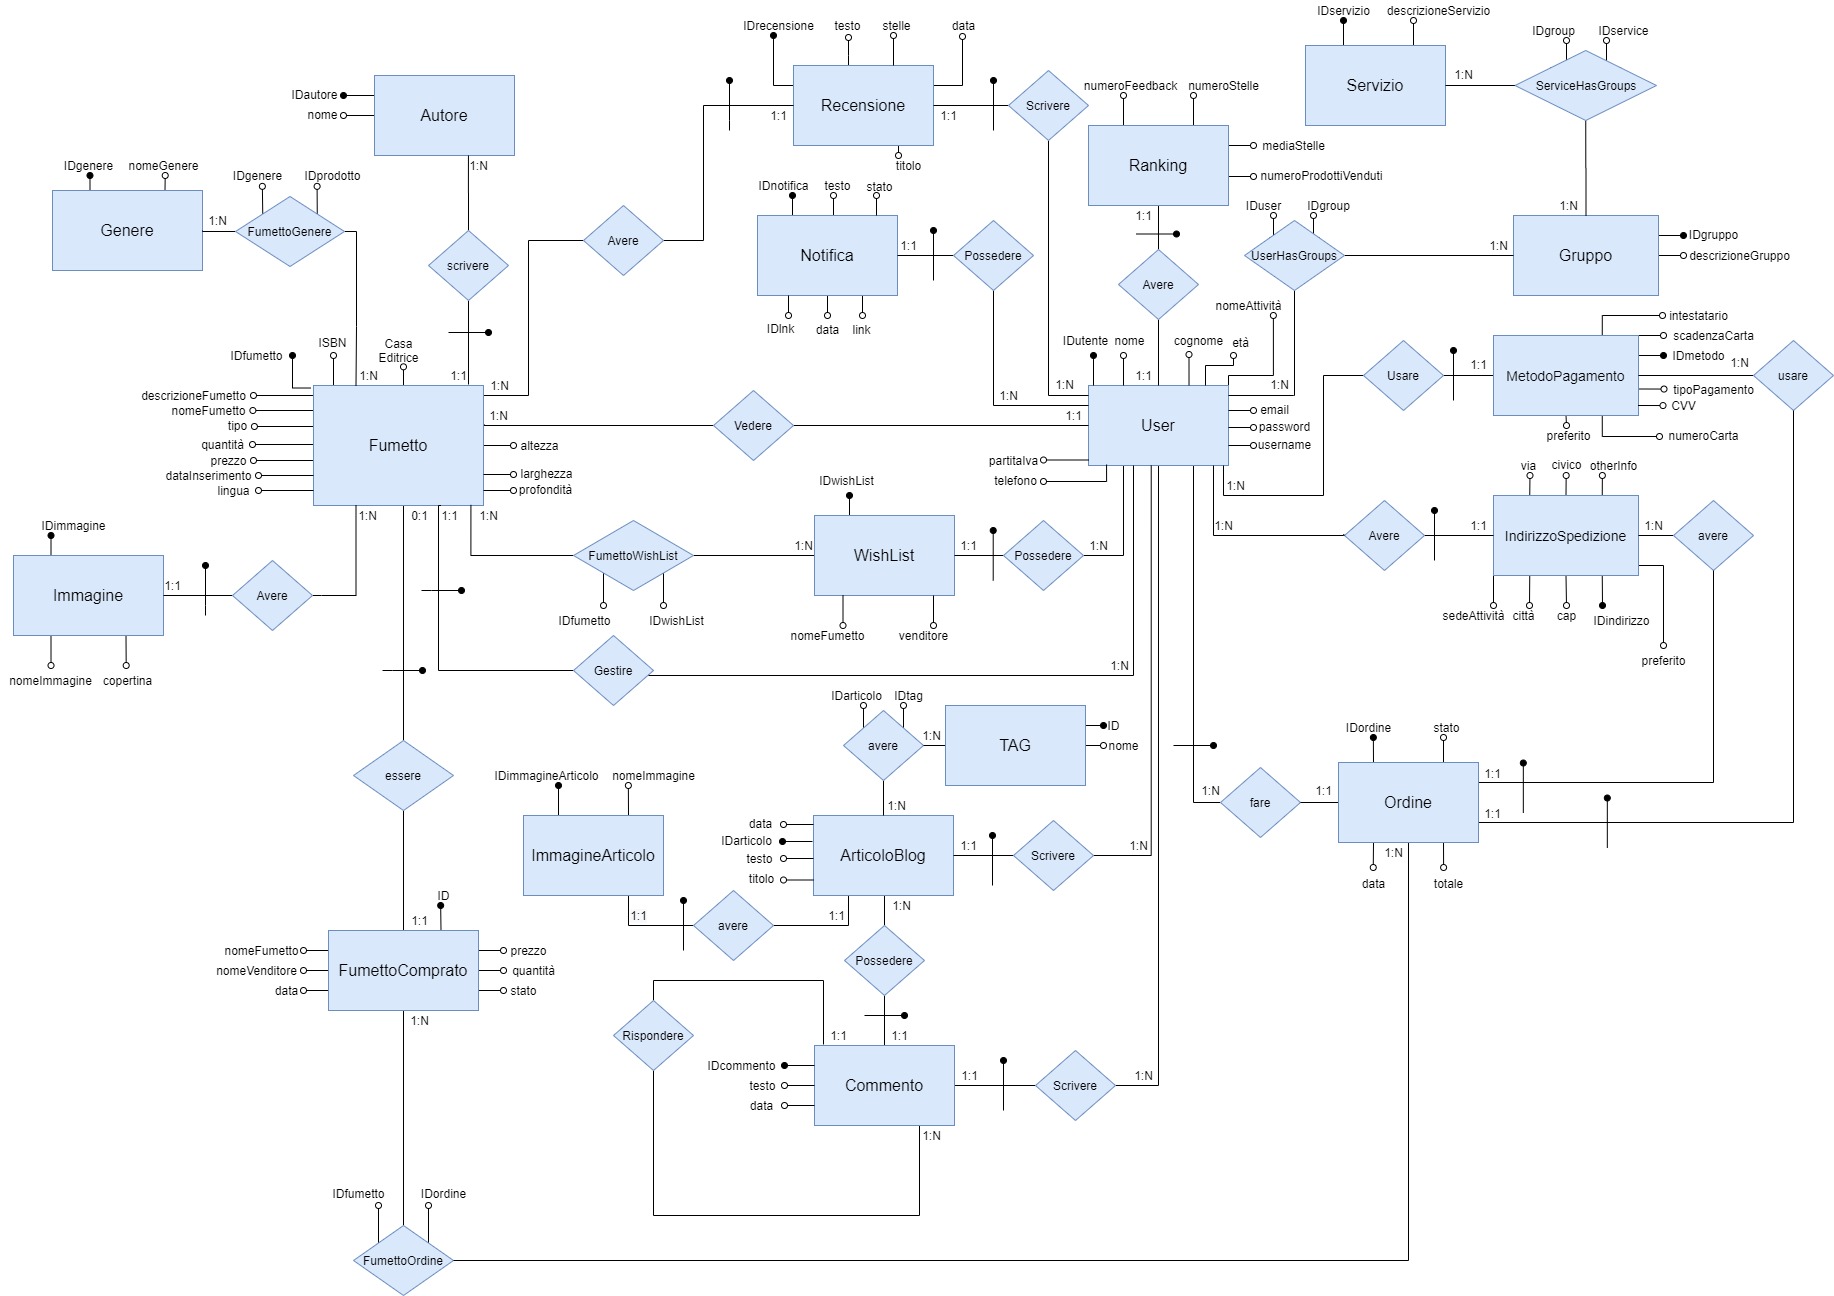 IDservizio
descrizioneServizio
IDgroup
IDservice
Servizio
1:N
ServiceHasGroups
1:N
IDrecensione
testo
stelle
data
Recensione
1:1
1:1
titolo
Scrivere
numeroFeedback
numeroStelle
Ranking
mediaStelle
numeroProdottiVenduti
1:1
IDautore
nome
Autore
1:N
IDgenere
nomeGenere
Genere
1:N
IDgenere
IDprodotto
FumettoGenere
scrivere
Avere
IDnotifica
testo
stato
Notifica
1:1
IDlnk
data
link
Possedere
Avere
IDuser
IDgroup
UserHasGroups
1:N
Gruppo
IDgruppo
descrizioneGruppo
nomeAttività
IDfumetto
ISBN
Casa
Editrice
1:N
1:1
1:N
descrizioneFumetto
nomeFumetto
tipo
quantità
prezzo
dataInserimento
lingua
Fumetto
altezza
larghezza
profondità
1:N
Vedere
1:1
IDutente
nome
cognome
età
1:N
1:N
1:1
1:N
User
email
password
username
partitaIva
telefono
Usare
1:1
MetodoPagamento
intestatario
scadenzaCarta
IDmetodo
1:N
tipoPagamento
CVV
numeroCarta
preferito
usare
1:N
1:N
Avere
1:1
via
civico
otherInfo
IndirizzoSpedizione
1:N
avere
sedeAttività
città
cap
IDindirizzo
preferito
IDimmagine
Immagine
1:1
nomeImmagine
copertina
Avere
1:N
0:1
1:1
1:N
FumettoWishList
IDfumetto
IDwishList
IDwishList
1:N
WishList
1:1
nomeFumetto
venditore
Possedere
1:N
Gestire
1:N
IDarticolo
IDtag
avere
1:N
TAG
ID
nome
1:N
essere
IDimmagineArticolo
nomeImmagine
ImmagineArticolo
data
IDarticolo
testo
titolo
ArticoloBlog
1:1
Scrivere
1:N
1:1
avere
1:1
1:N
Possedere
1:N
fare
1:1
IDordine
stato
Ordine
1:1
1:1
data
1:N
totale
1:1
ID
nomeFumetto
nomeVenditore
data
FumettoComprato
prezzo
quantità
stato
1:N
Rispondere
1:1
1:1
IDcommento
testo
data
Commento
1:1
Scrivere
1:N
1:N
IDfumetto
IDordine
FumettoOrdine